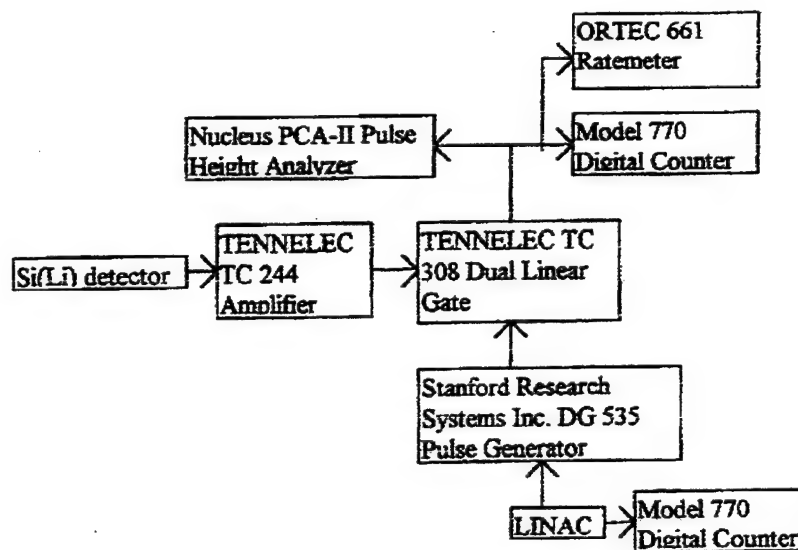 ORTEC 661
Ratemeter
Nucleus PCA-II Pulse
Height Analyzer
Model 770
Digital Counter
Si(Li) detector
TENNELEC
TC 244
Amplifier
TENNELEC TC
308 Dual Linear
Gate
Stanford Research
Systems Inc. DG 535
Pulse Generator
LINAC
Model 770
Digital Counter